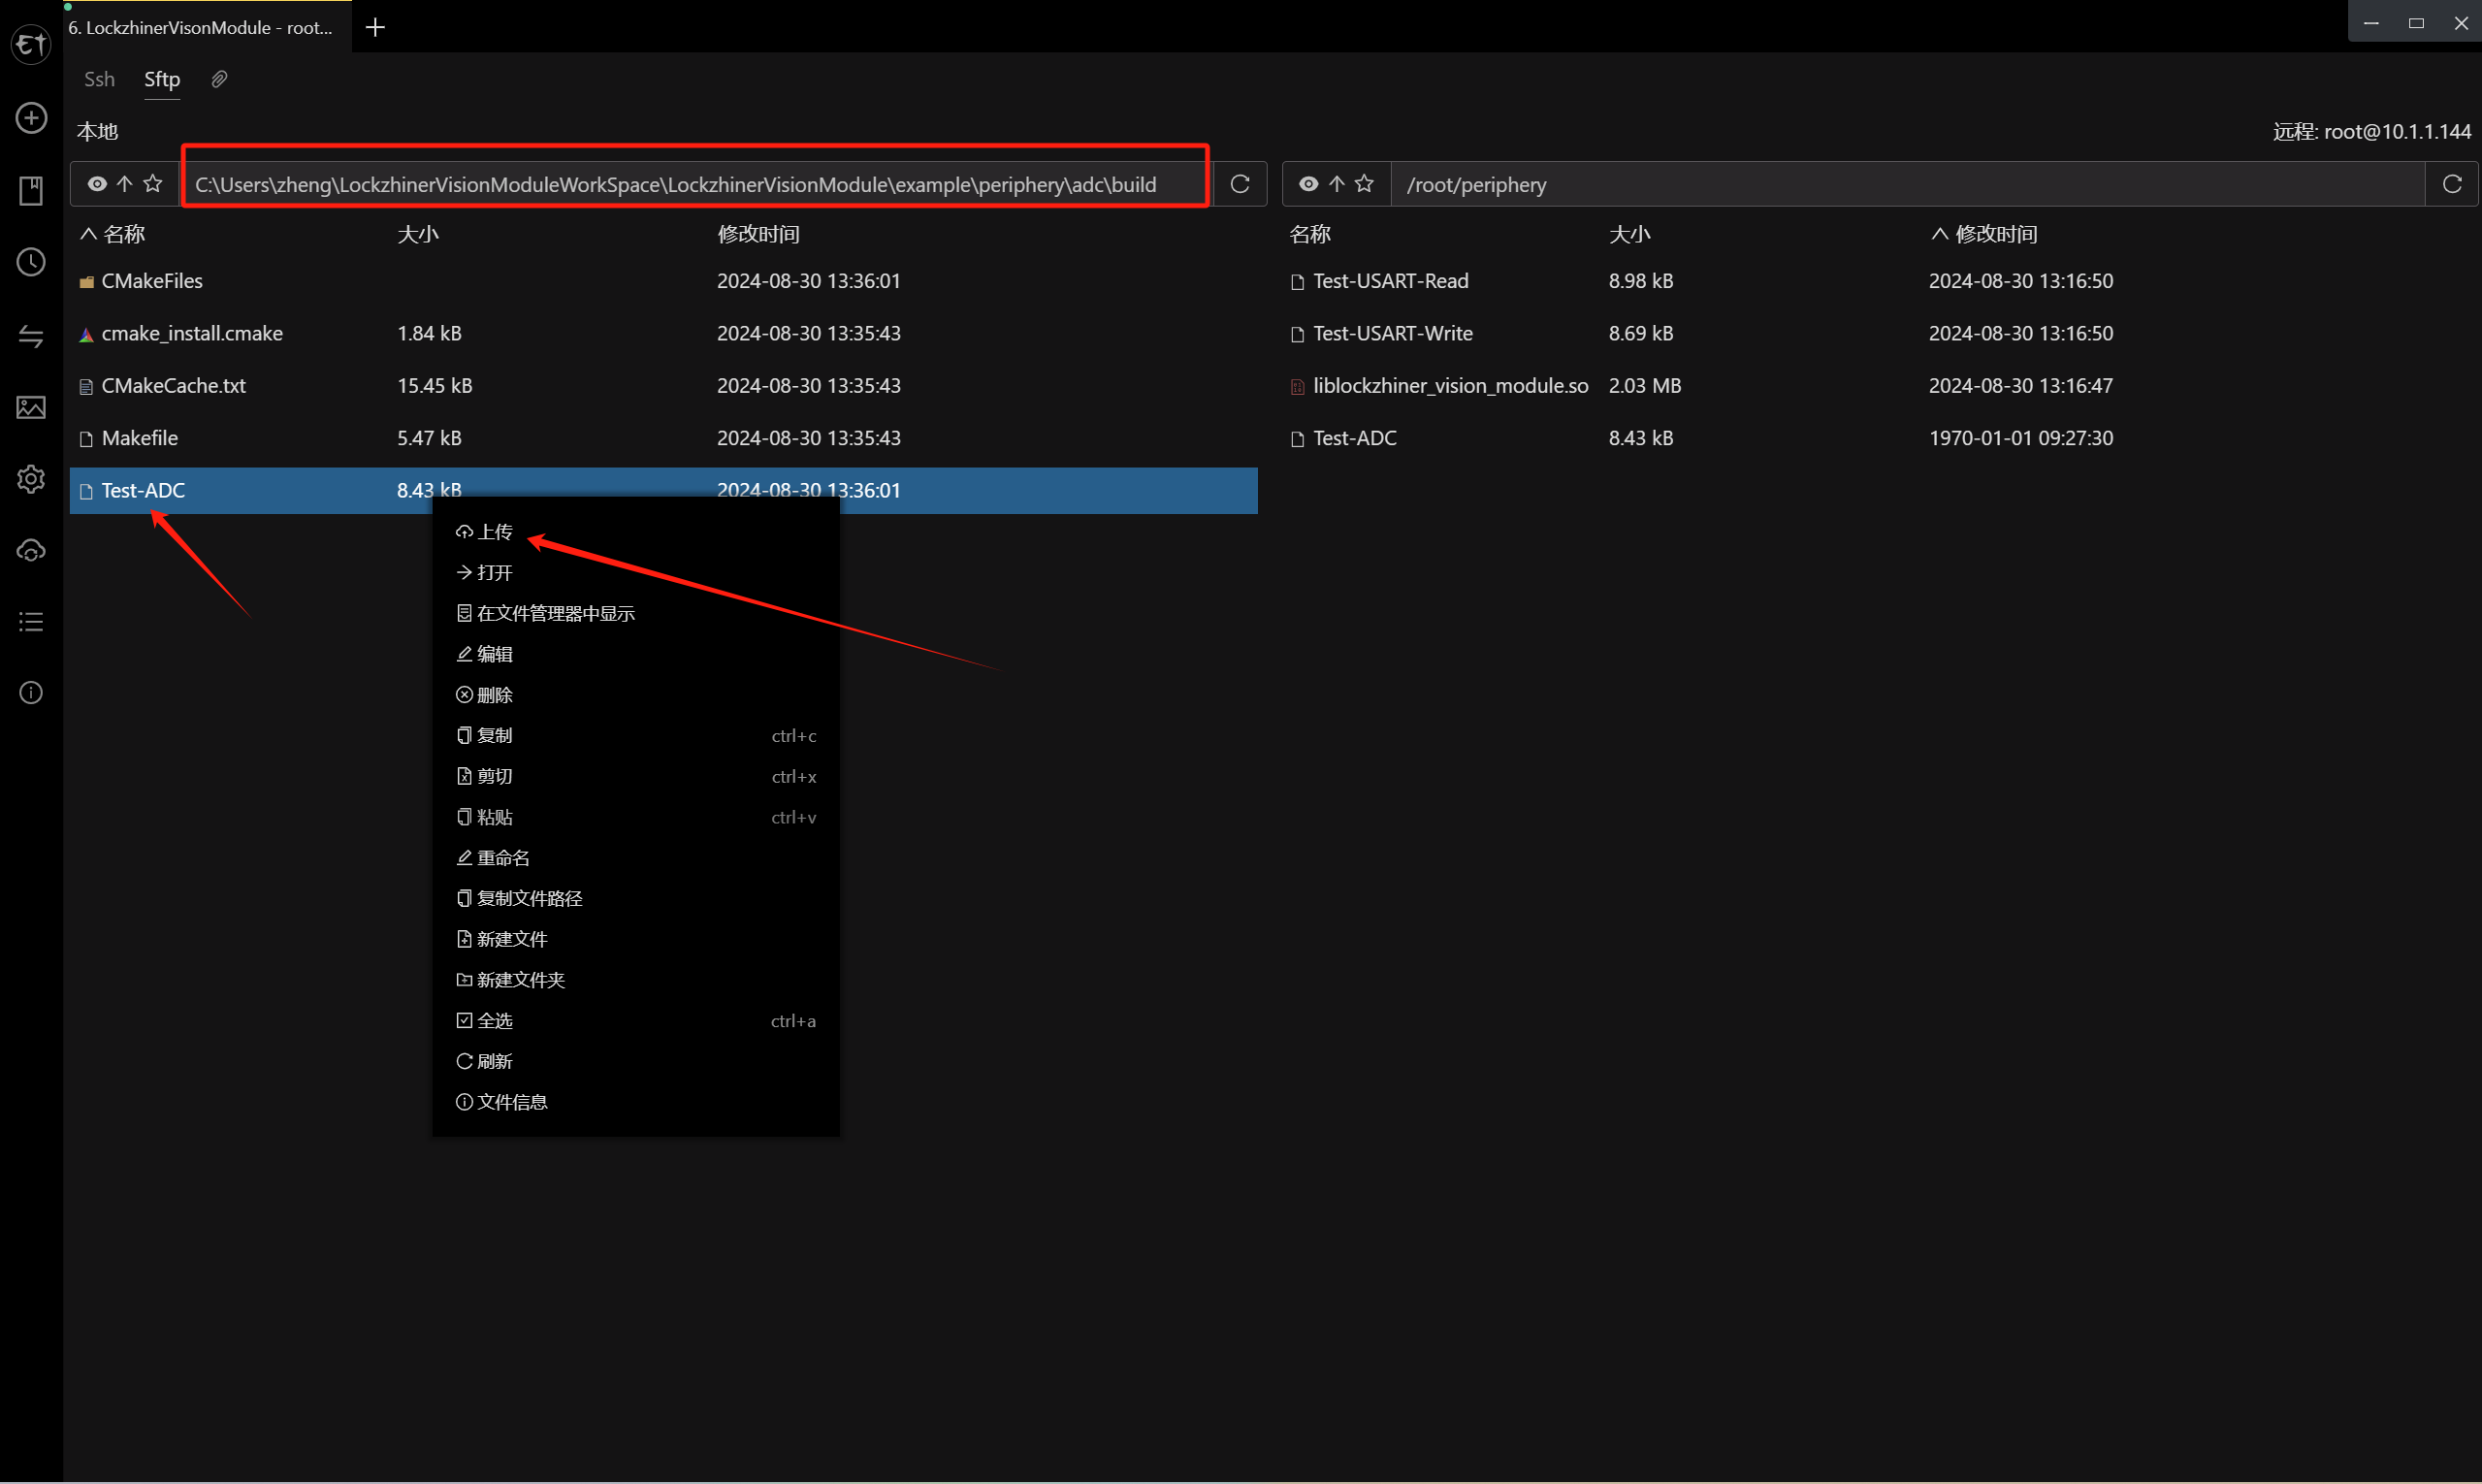 6. LockzhinerVisonModule - root...
Ssh Sftp
本地
远程: root@10.1.1.144
C:\Users\zheng\LockzhinerVisionModuleWorkSpace\LockzhinerVisionModule\example\periphery\adc\build
/root/periphery
名称 大小 修改时间
CMakeFiles 2024-08-30 13:36:01
cmake_install.cmake 1.84 kB 2024-08-30 13:35:43
CMakeCache.txt 15.45 kB 2024-08-30 13:35:43
Makefile 5.47 kB 2024-08-30 13:35:43
Test-ADC 8.43 kB 2024-08-30 13:36:01
上传
打开
在文件管理器中显示
编辑
删除
复制 ctrl+c
剪切 ctrl+x
粘贴 ctrl+v
重命名
复制文件路径
新建文件
新建文件夹
全选 ctrl+a
刷新
文件信息
名称 大小 修改时间
Test-USART-Read 8.98 kB 2024-08-30 13:16:50
Test-USART-Write 8.69 kB 2024-08-30 13:16:50
liblockzhiner_vision_module.so 2.03 MB 2024-08-30 13:16:47
Test-ADC 8.43 kB 1970-01-01 09:27:30